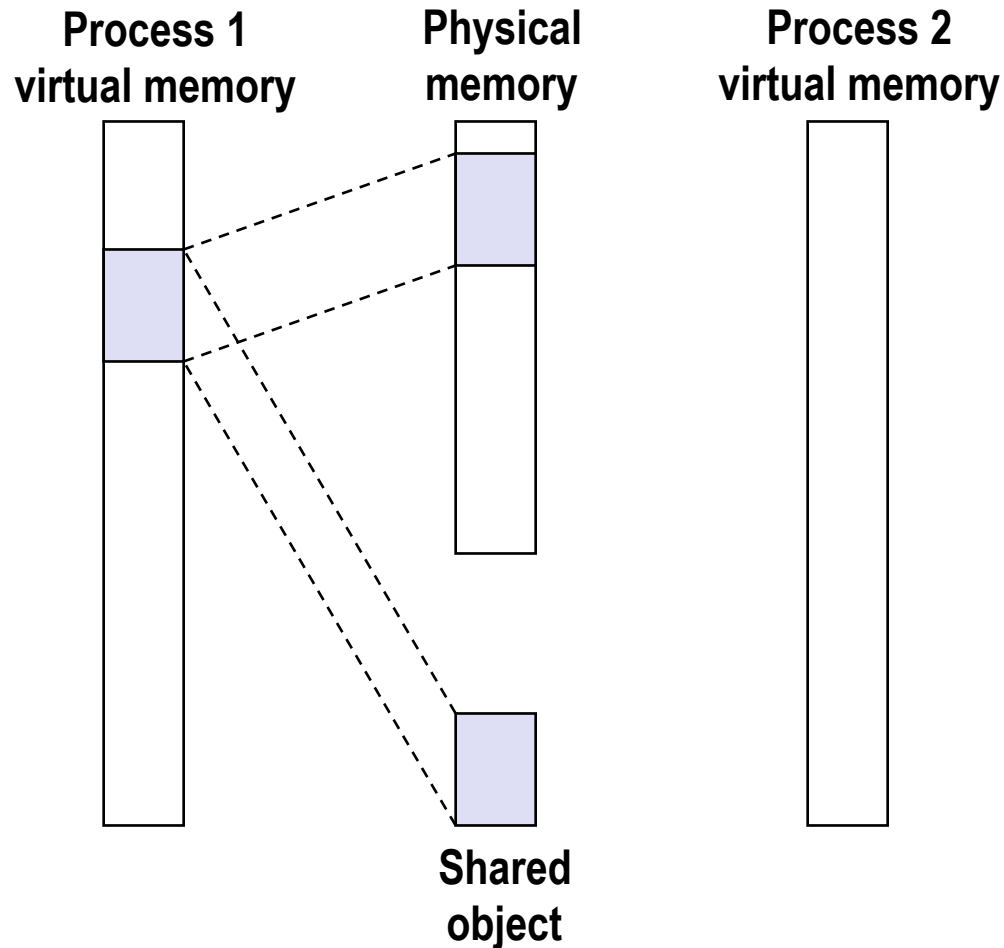 Process 1
virtual memory
Physical
memory
Process 2
virtual memory
Shared
object